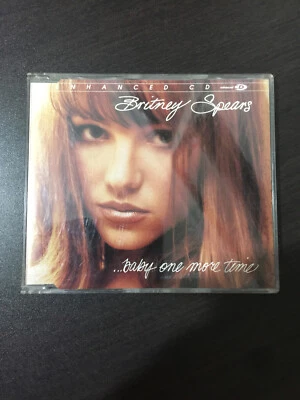 ENHANCED CD
Britney Spears
...baby one more time